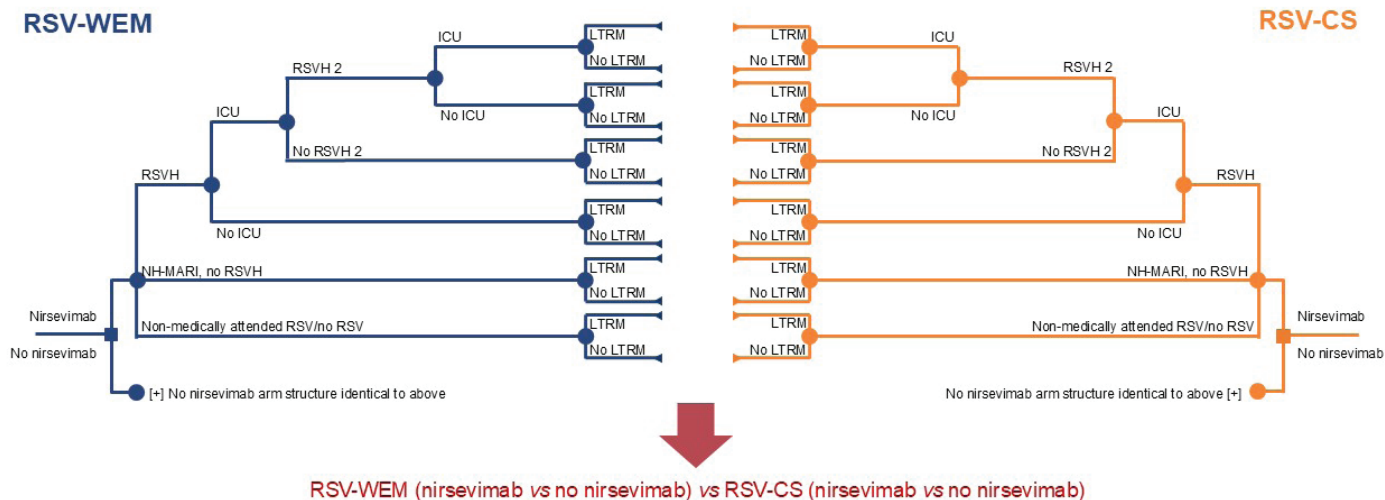 RSV-WEM
RSV-CS
ICU
LTRM
No LTRM
RSVH 2
No ICU
LTRM
No LTRM
ICU
No RSVH 2
LTRM
No LTRM
RSVH
No ICU
LTRM
No LTRM
NH-MARI, no RSVH
LTRM
No LTRM
Nirsevimab
No nirsevimab
Non-medically attended RSV/no RSV
LTRM
No LTRM
[+] No nirsevimab arm structure identical to above
LTRM
No LTRM
ICU
LTRM
No LTRM
No ICU
RSVH 2
LTRM
No LTRM
No RSVH 2
ICU
LTRM
No LTRM
No ICU
RSVH
LTRM
No LTRM
NH-MARI, no RSVH
LTRM
No LTRM
Non-medically attended RSV/no RSV
Nirsevimab
No nirsevimab
No nirsevimab arm structure identical to above [+]
RSV-WEM (nirsevimab vs no nirsevimab) vs RSV-CS (nirsevimab vs no nirsevimab)